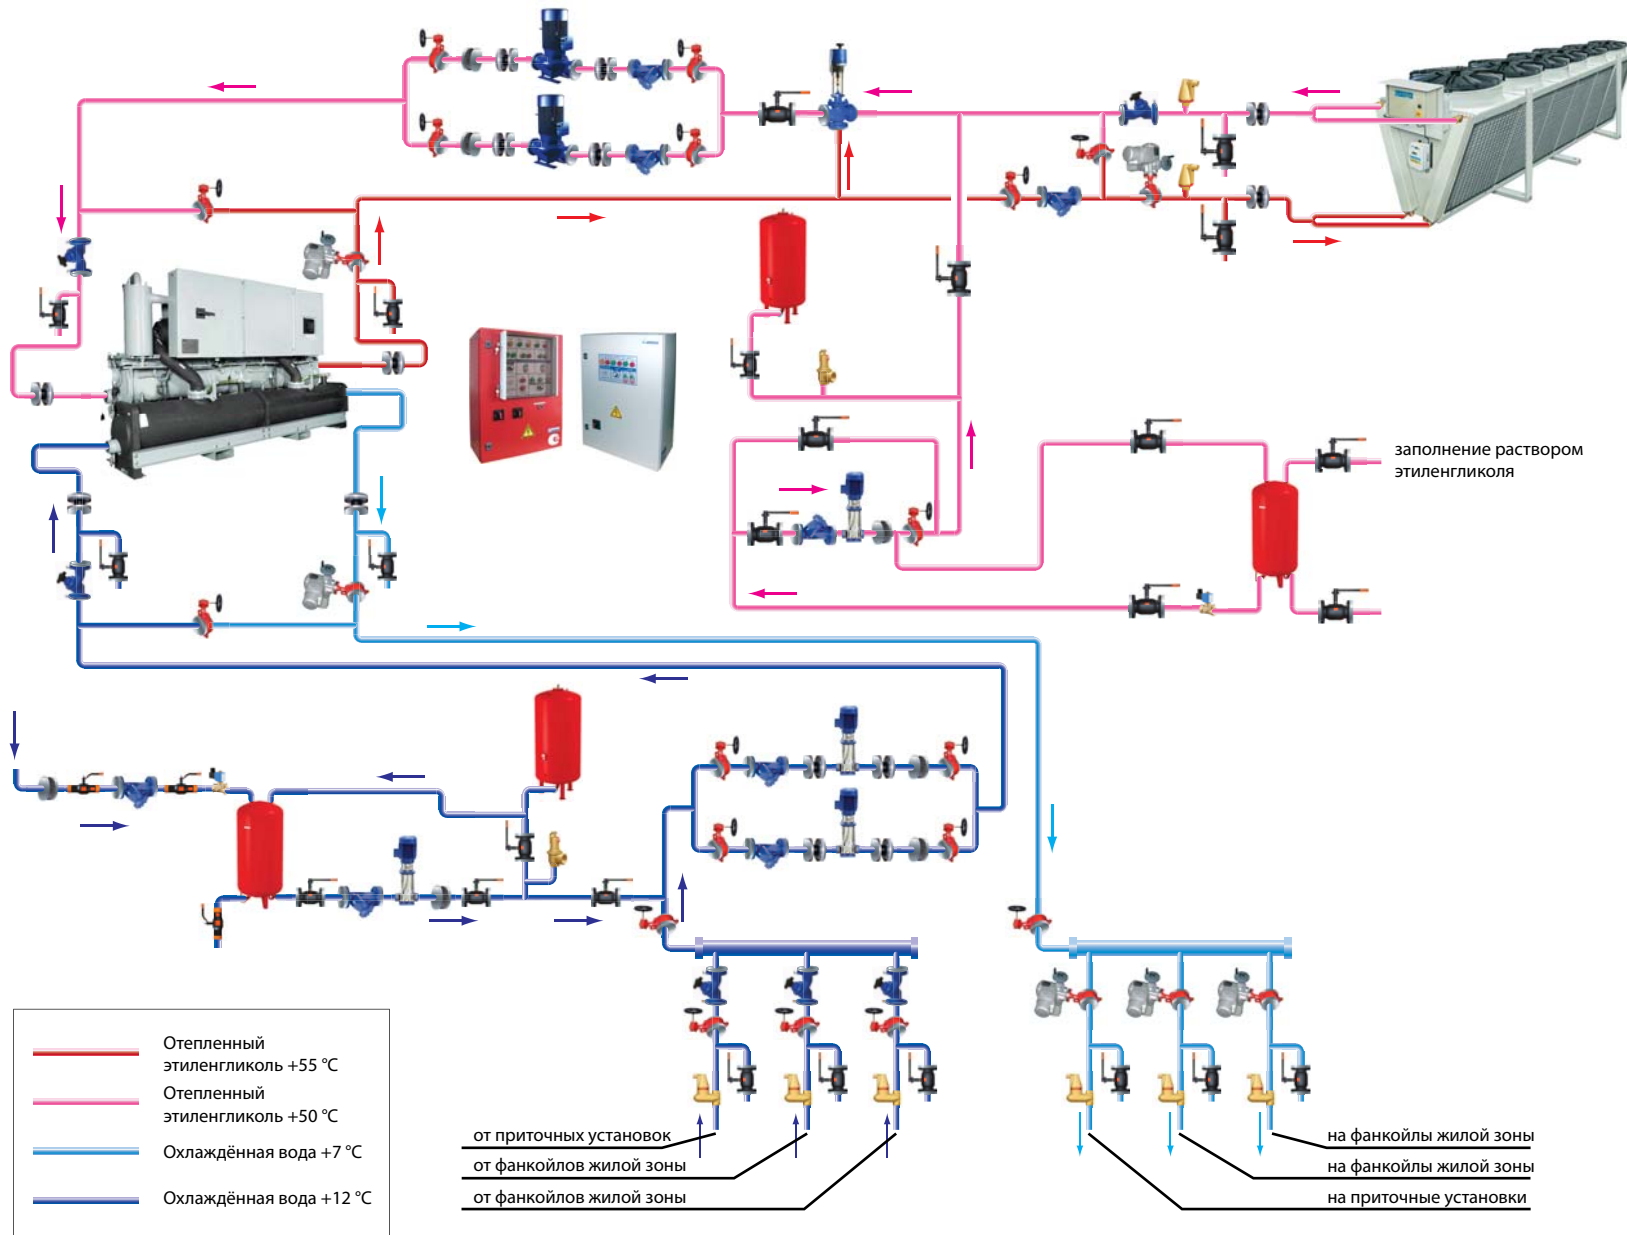 заполнение раствором
этиленгликоля
Отепленный
этиленгликоль +55 °C
Отепленный
этиленгликоль +50 °C
Охлаждённая вода +7 °C
Охлаждённая вода +12 °C
от приточных установок
от фанкойлов жилой зоны
от фанкойлов жилой зоны
на фанкойлы жилой зоны
на фанкойлы жилой зоны
на приточные установки